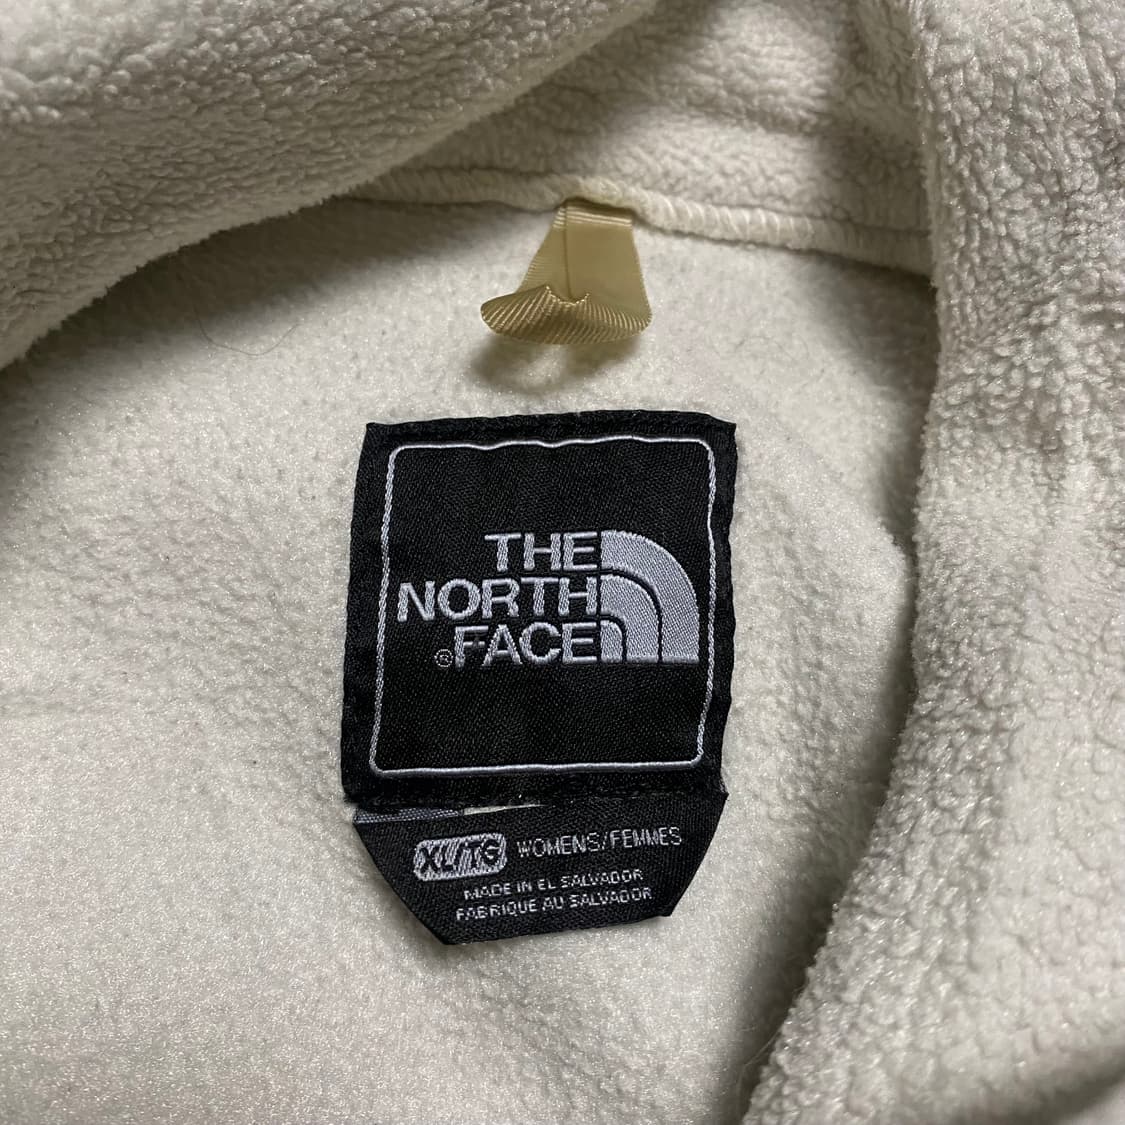 THE
NORTH
®FACE
XL/TG WOMENS/FEMMES
MADE IN EL SALVADOR
FABRIQUE AU SALVADOR